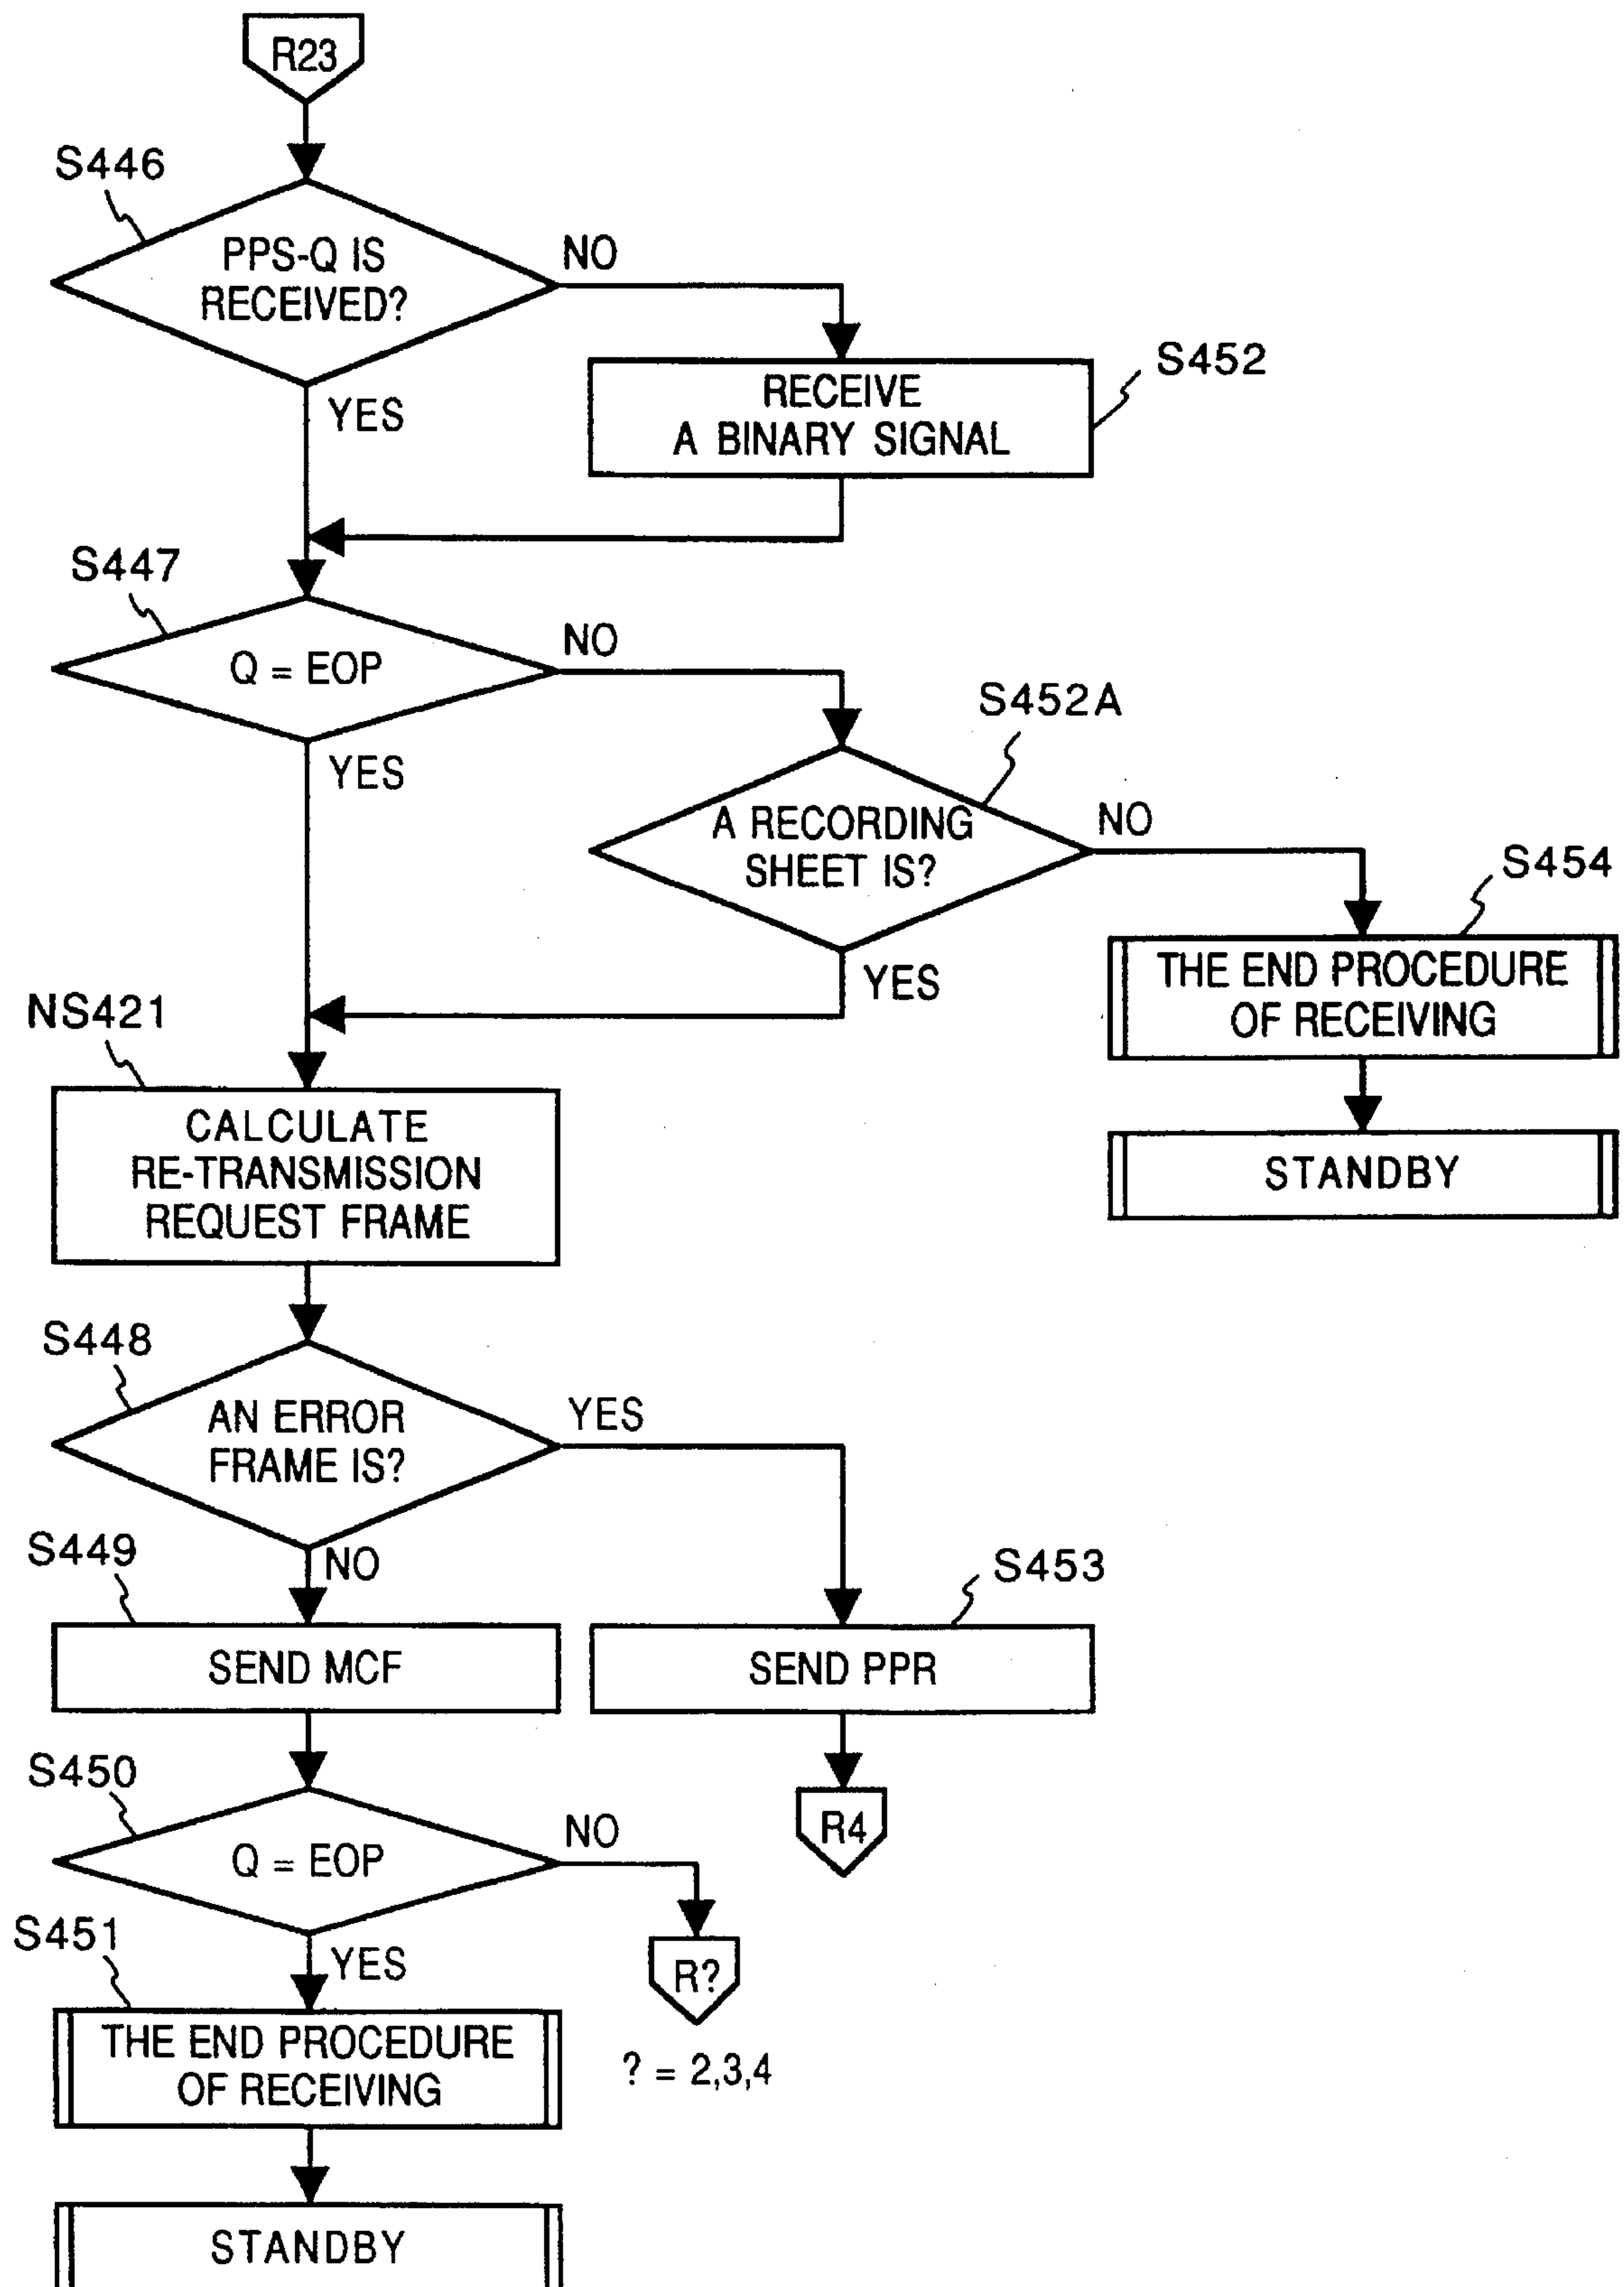 R23
S446
PPS-Q IS
RECEIVED?
NO
YES
S452
RECEIVE
A BINARY SIGNAL
S447
Q = EOP
NO
YES
S452A
A RECORDING
SHEET IS?
NO
YES
S454
THE END PROCEDURE
OF RECEIVING
STANDBY
NS421
CALCULATE
RE-TRANSMISSION
REQUEST FRAME
S448
AN ERROR
FRAME IS?
YES
NO
S449
SEND MCF
S453
SEND PPR
R4
S450
Q = EOP
NO
YES
R?
? = 2,3,4
S451
THE END PROCEDURE
OF RECEIVING
STANDBY